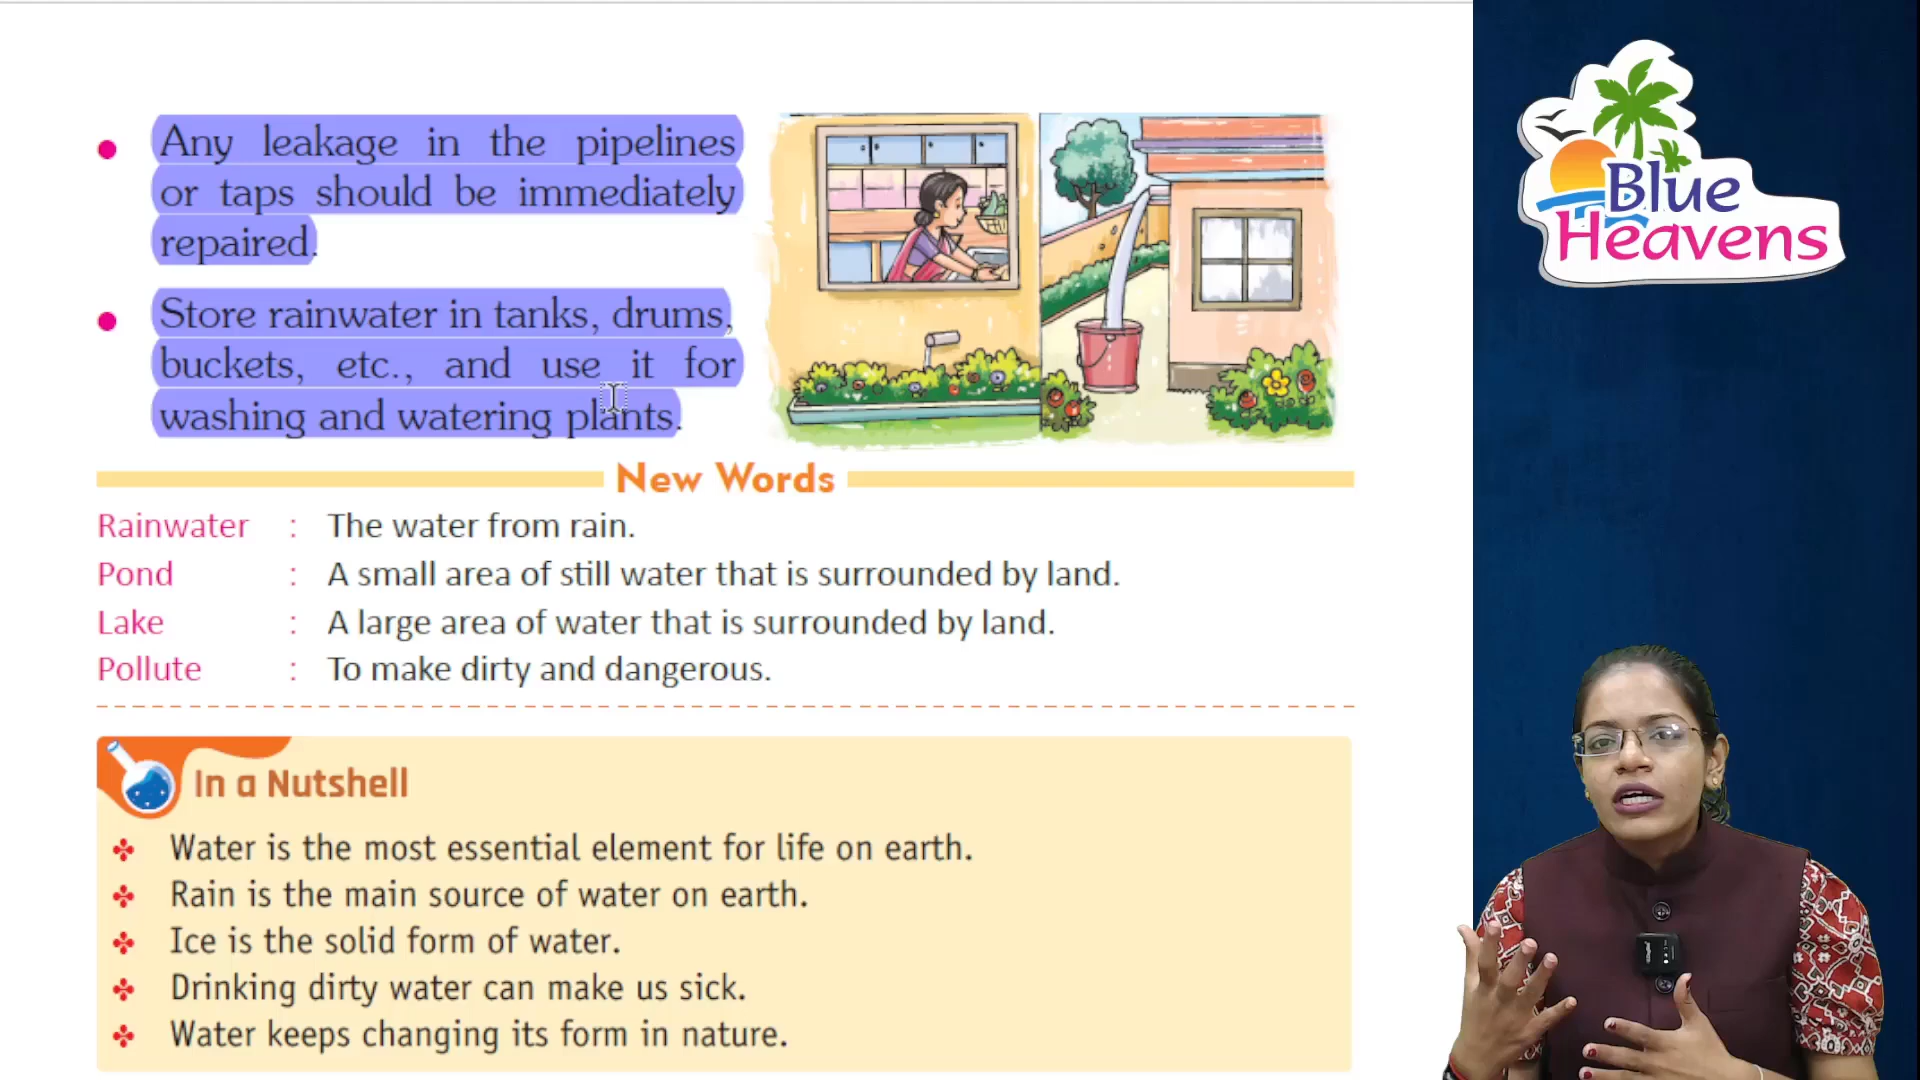 Any leakage in the pipelines
or taps should be immediately
repaired.
Store rainwater in tanks, drums,
buckets, etc., and use it for
washing and watering plants.
New Words
Rainwater : The water from rain.
Pond : A small area of still water that is surrounded by land.
Lake : A large area of water that is surrounded by land.
Pollute : To make dirty and dangerous.
In a Nutshell
Water is the most essential element for life on earth.
Rain is the main source of water on earth.
Ice is the solid form of water.
Drinking dirty water can make us sick.
Water keeps changing its form in nature.
Blue
Heavens